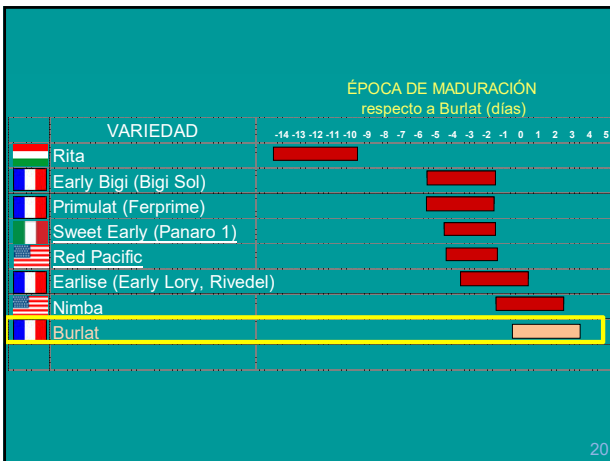 ÉPOCA DE MADURACIÓN
respecto a Burlat (días)
VARIEDAD
-14 -13 -12 -11 -10 -9 -8 -7 -6 -5 -4 -3 -2 -1 0 1 2 3 4 5
Rita
Early Bigi (Bigi Sol)
Primulat (Ferprime)
Sweet Early (Panaro 1)
Red Pacific
Earlise (Early Lory, Rivedel)
Nimba
Burlat
20